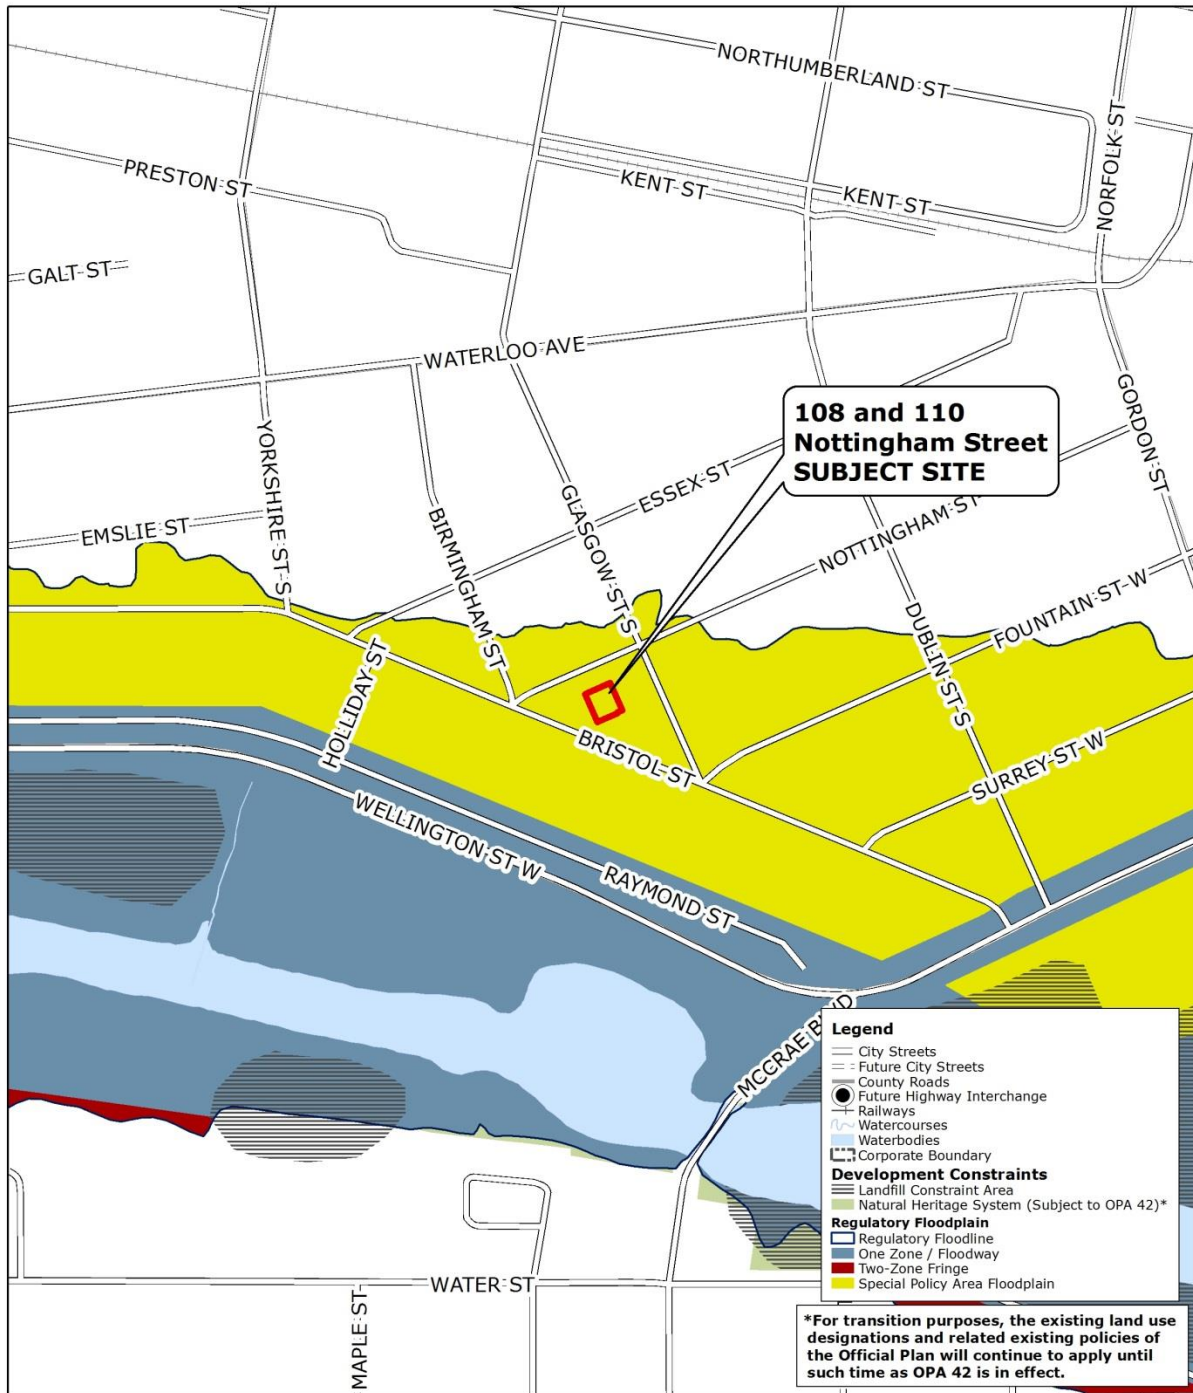 NORTHUMBERLAND ST
NORFOLK ST
PRESTON ST
KENT ST
KENT ST
GALT ST
WATERLOO AVE
GORDON ST
108 and 110
Nottingham Street
SUBJECT SITE
YORKSHIRE ST S
BIRMINGHAM ST
GLASGOW ST S
ESSEX ST
NOTTINGHAM ST
EMSLIE ST
DUBLIN ST S
FOUNTAIN ST W
HOLLIDAY ST
BRISTOL ST
SURREY ST W
WELLINGTON ST W
RAYMOND ST
MCCRAE BLVD
Legend
City Streets
Future City Streets
County Roads
Future Highway Interchange
Railways
Watercourses
Waterbodies
Corporate Boundary
Development Constraints
Landfill Constraint Area
Natural Heritage System (Subject to OPA 42)*
Regulatory Floodplain
Regulatory Floodline
One Zone / Floodway
Two-Zone Fringe
Special Policy Area Floodplain
WATER ST
MAPLE ST
*For transition purposes, the existing land use
designations and related existing policies of
the Official Plan will continue to apply until
such time as OPA 42 is in effect.